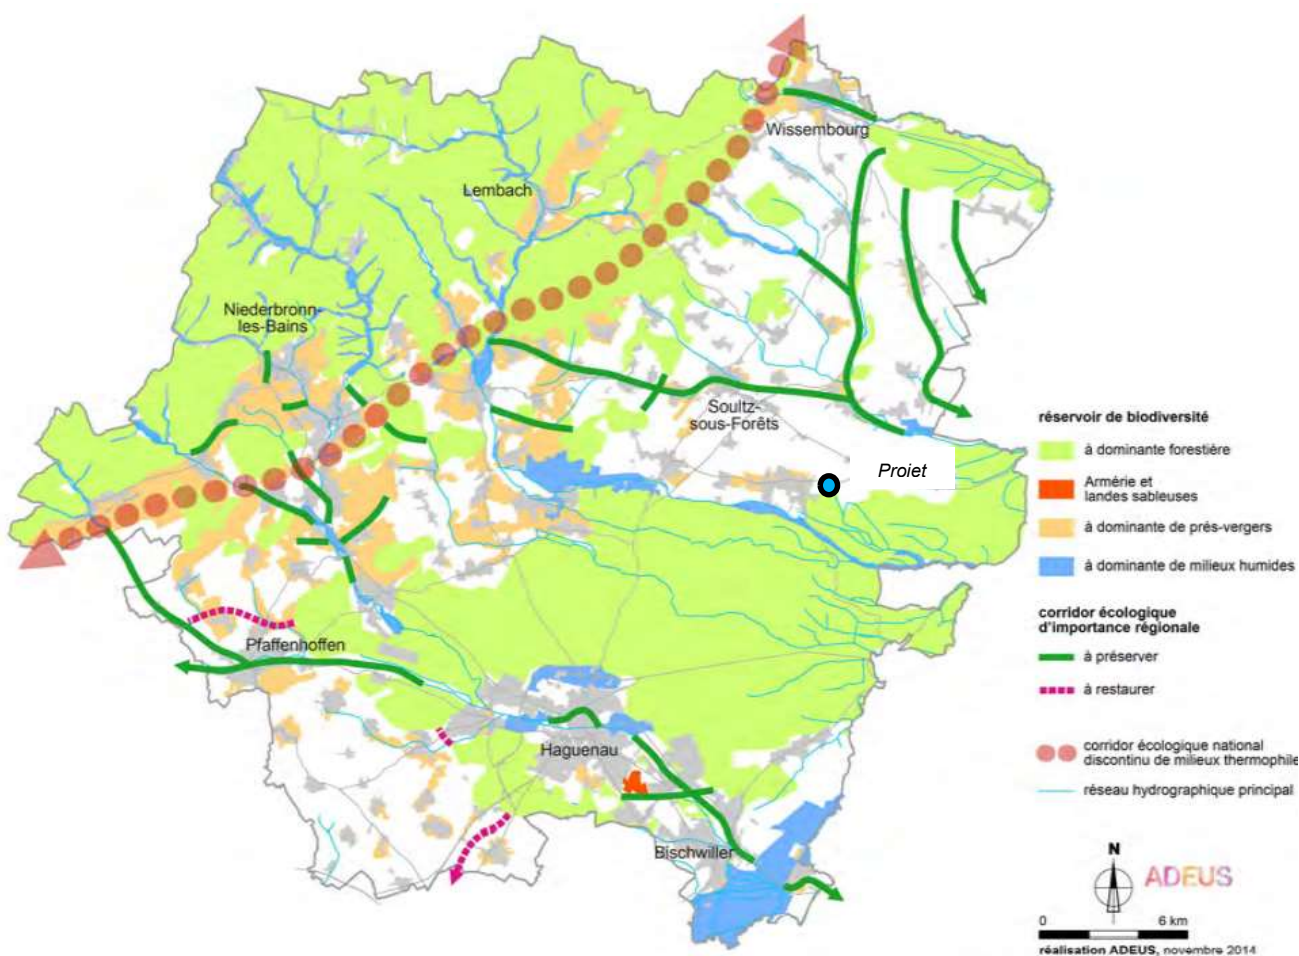 Wissembourg
Lembach
Niederbronn-
les-Bains
Soultz-
sous-Forêts
Proiet
Pfaffenhoffen
Haguenau
Bischwiller
réservoir de biodiversité
à dominante forestière
Armérie et
landes sableuses
à dominante de prés-vergers
à dominante de milieux humides
corridor écologique
d'importance régionale
à préserver
à restaurer
corridor écologique national
discontinu de milieux thermophile
réseau hydrographique principal
N
ADEUS
0 6 km
réalisation ADEUS, novembre 2014